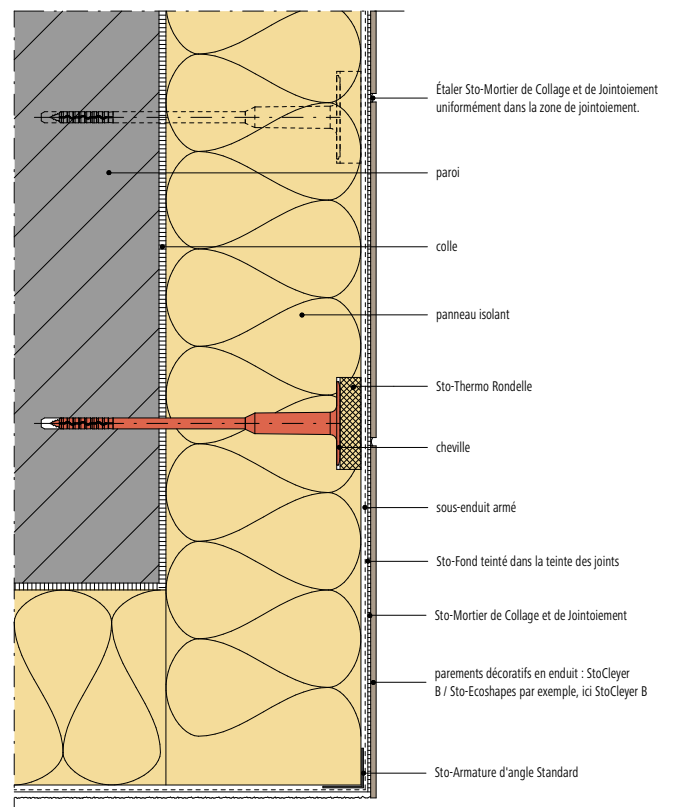 Étaler Sto-Mortier de Collage et de Jointoiement
uniformément dans la zone de jointoiement.
paroi
colle
panneau isolant
Sto-Thermo Rondelle
cheville
sous-enduit armé
Sto-Fond teinté dans la teinte des joints
Sto-Mortier de Collage et de Jointoiement
parements décoratifs en enduit : StoCleyer
B / Sto-Ecoshapes par exemple, ici StoCleyer B
Sto-Armature d'angle Standard